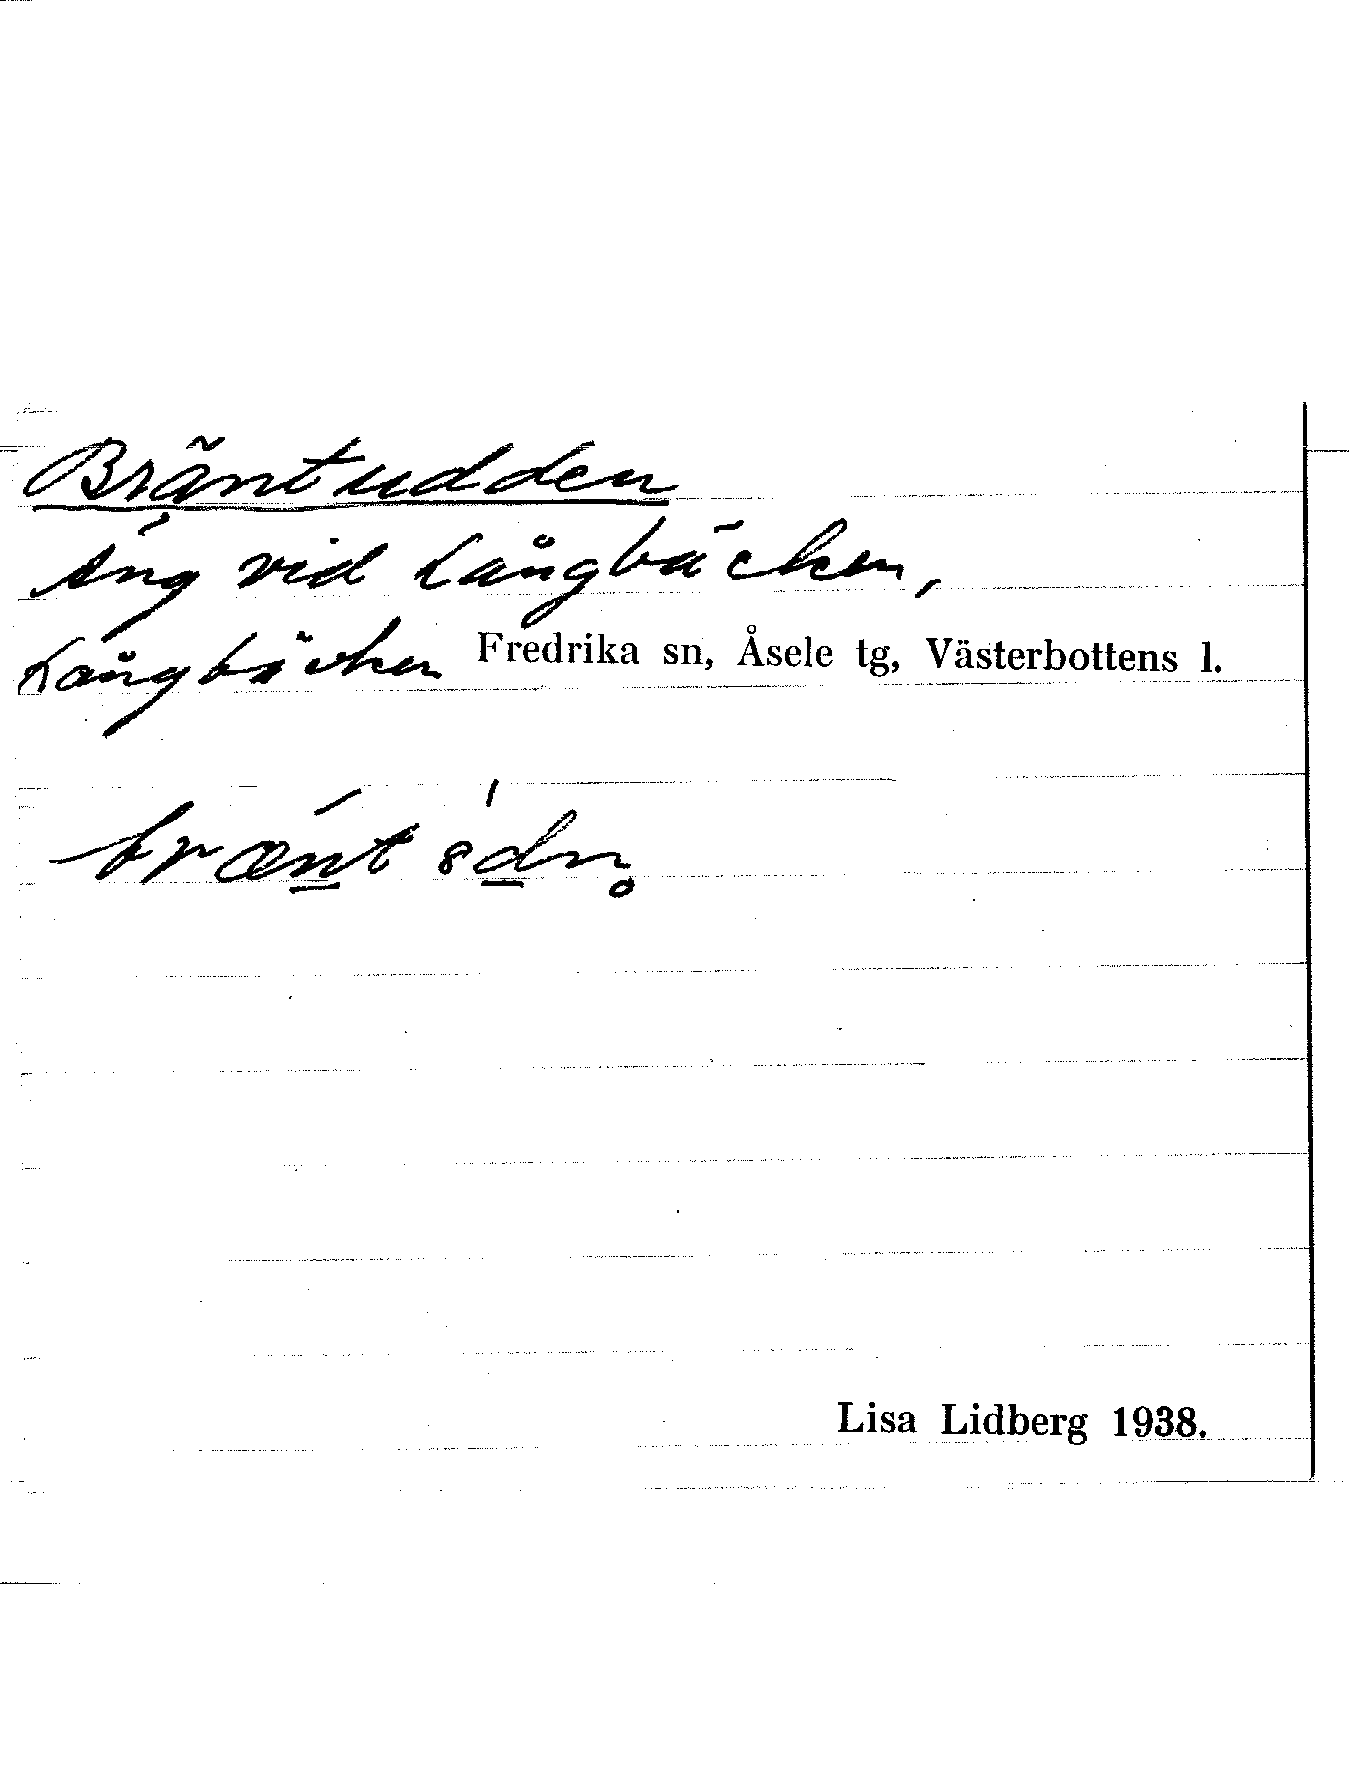 Bräntudden
Äng vid Långbäcken,
Långbäcken Fredrika sn, Åsele tg, Västerbottens l.
Lisa Lidberg 1938.